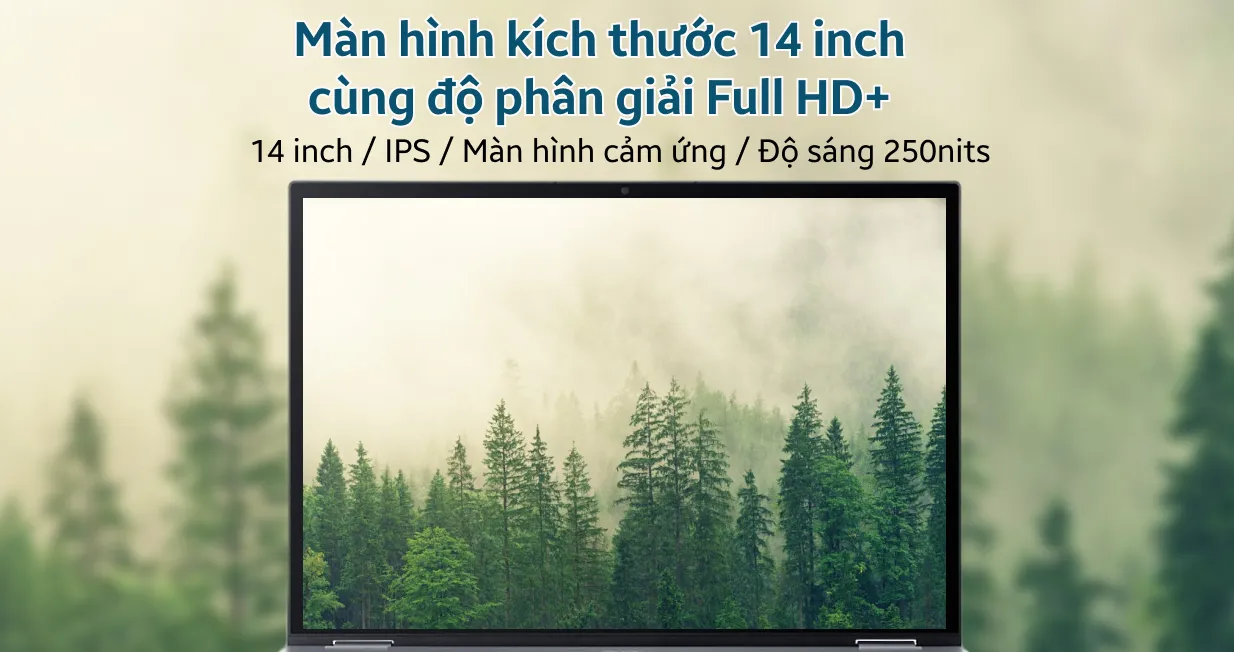 Màn hình kích thước 14 inch
cùng độ phân giải Full HD+
14 inch / IPS / Màn hình cảm ứng / Độ sáng 250nits